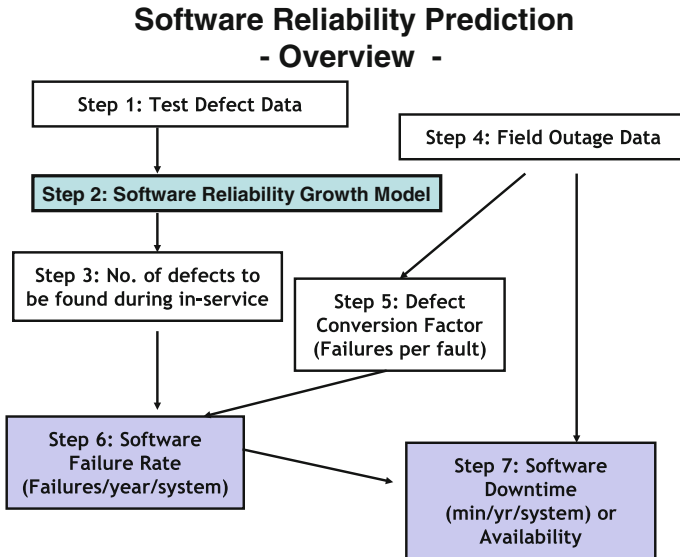 Software Reliability Prediction
- Overview -
Step 1: Test Defect Data
Step 4: Field Outage Data
Step 2: Software Reliability Growth Model
Step 3: No. of defects to
be found during in-service
Step 5: Defect
Conversion Factor
(Failures per fault)
Step 6: Software
Failure Rate
(Failures/year/system)
Step 7: Software
Downtime
(min/yr/system) or
Availability